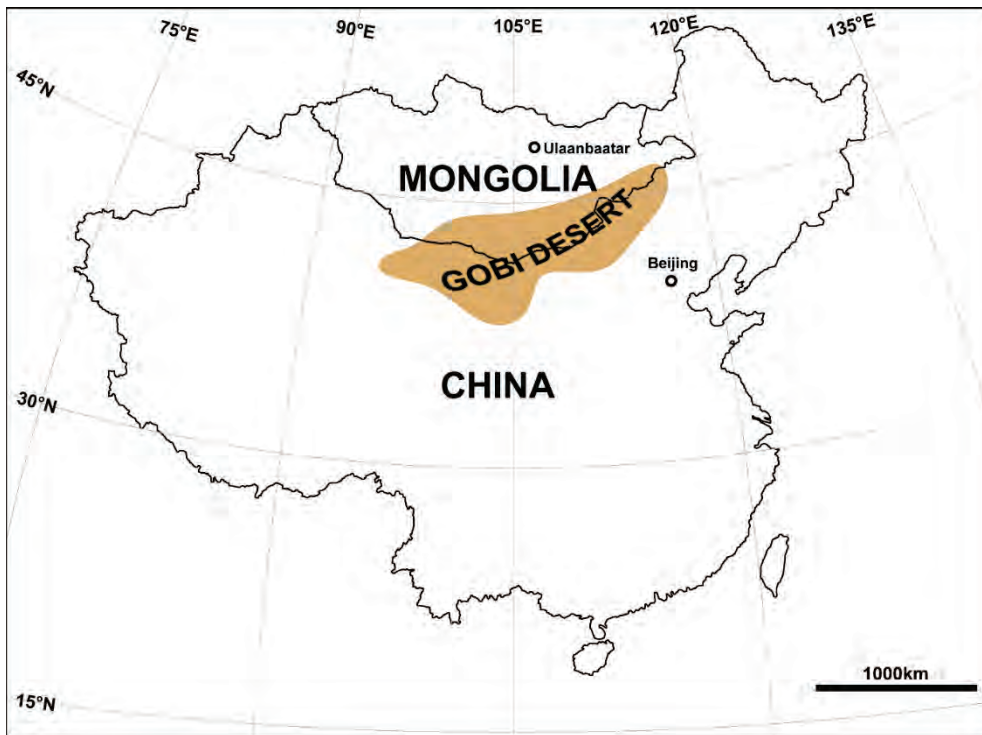 75°E
90°E
105°E
120°E
135°E
45°N
Ulaanbaatar
MONGOLIA
GOBI DESERT
Beijing
CHINA
30°N
1000km
15°N